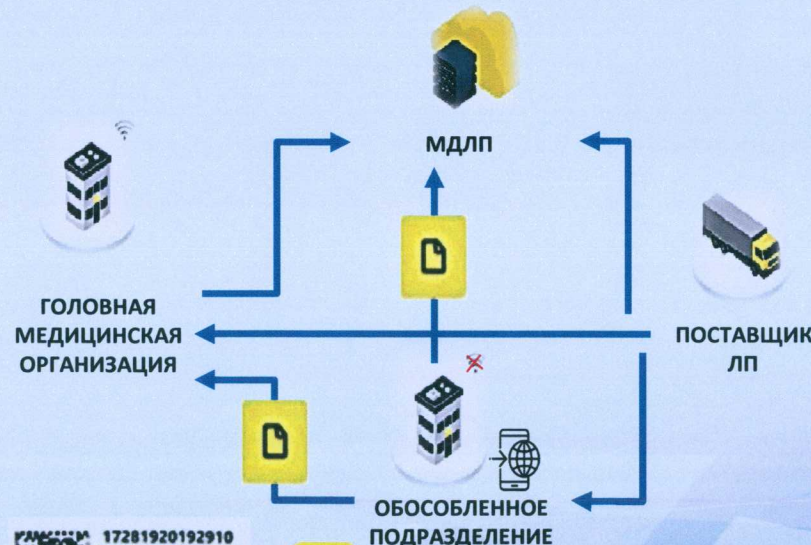 МДЛП
ГОЛОВНАЯ
МЕДИЦИНСКАЯ
ОРГАНИЗАЦИЯ
ПОСТАВЩИК
ЛП
ОБОСОБЛЕННОЕ
ПОДРАЗДЕЛЕНИЕ
17281920192910